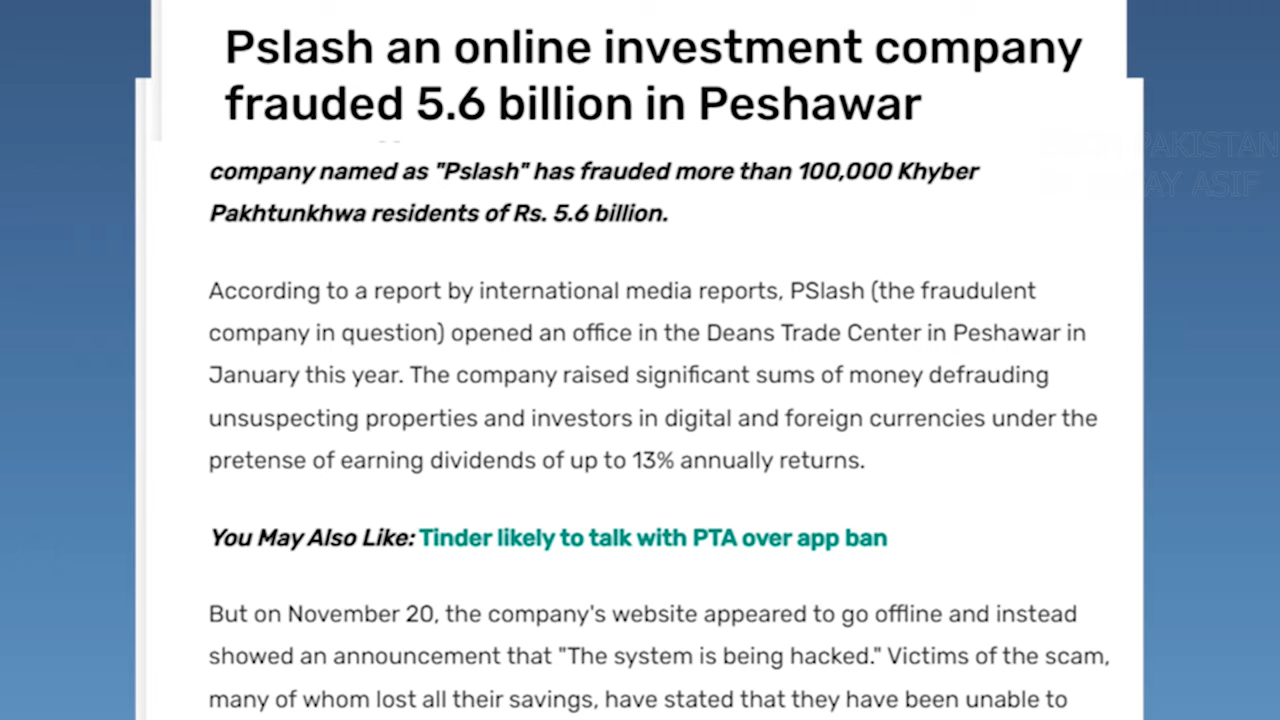 Pslash an online investment company
frauded 5.6 billion in Peshawar
company named as "Pslash" has frauded more than 100,000 Khyber
Pakhtunkhwa residents of Rs. 5.6 billion.
According to a report by international media reports, PSlash (the fraudulent
company in question) opened an office in the Deans Trade Center in Peshawar in
January this year. The company raised significant sums of money defrauding
unsuspecting properties and investors in digital and foreign currencies under the
pretense of earning dividends of up to 13% annually returns.
You May Also Like: Tinder likely to talk with PTA over app ban
But on November 20, the company's website appeared to go offline and instead
showed an announcement that "The system is being hacked." Victims of the scam,
many of whom lost all their savings, have stated that they have been unable to
PAKISTAN
ASIF